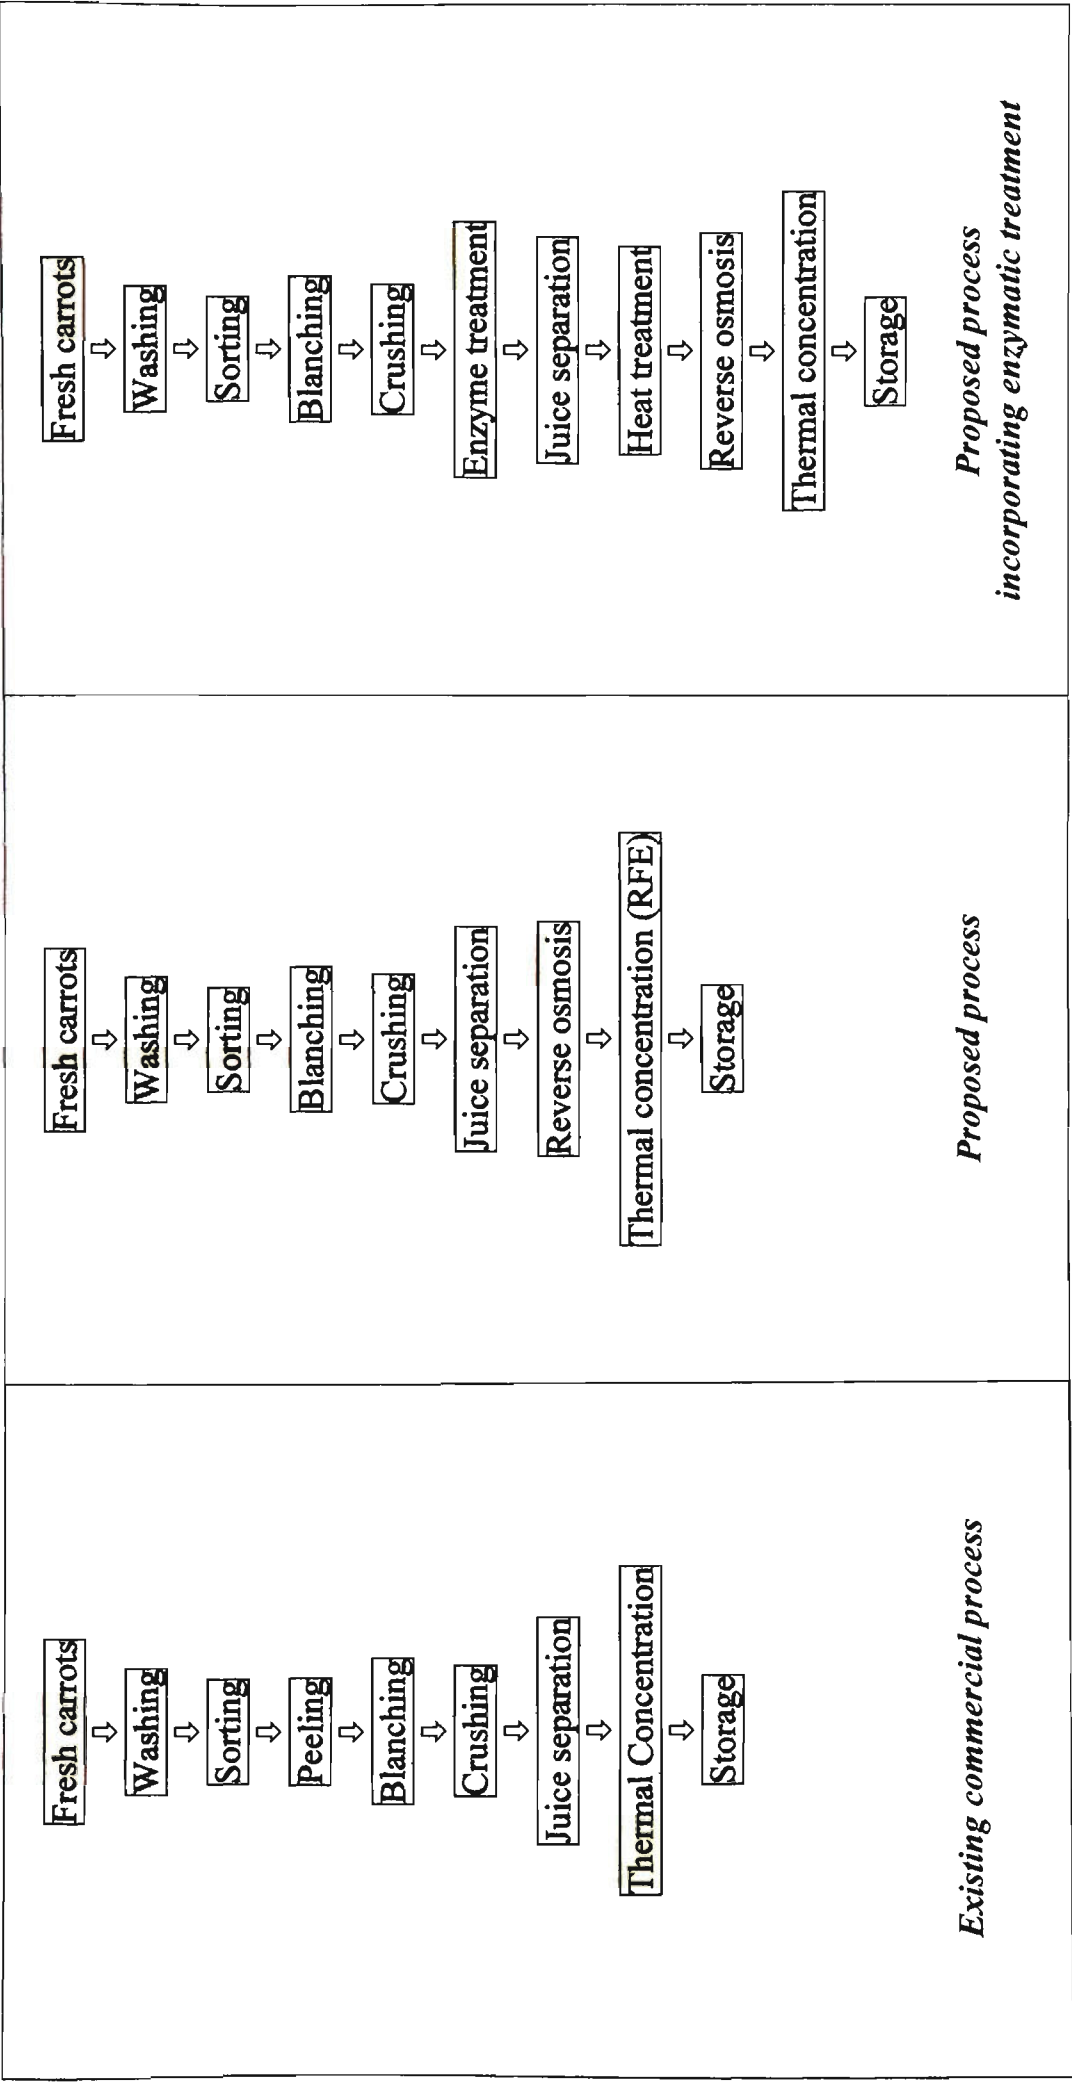 Fresh carrots
Washing
Sorting
Peeling
Blanching
Crushing
Juice separation
Thermal Concentration
Storage
Existing commercial process
Fresh carrots
Washing
Sorting
Blanching
Crushing
Juice separation
Reverse osmosis
Thermal concentration (RFE)
Storage
Proposed process
Fresh carrots
Washing
Sorting
Blanching
Crushing
Enzyme treatment
Juice separation
Heat treatment
Reverse osmosis
Thermal concentration
Storage
Proposed process
incorporating enzymatic treatment